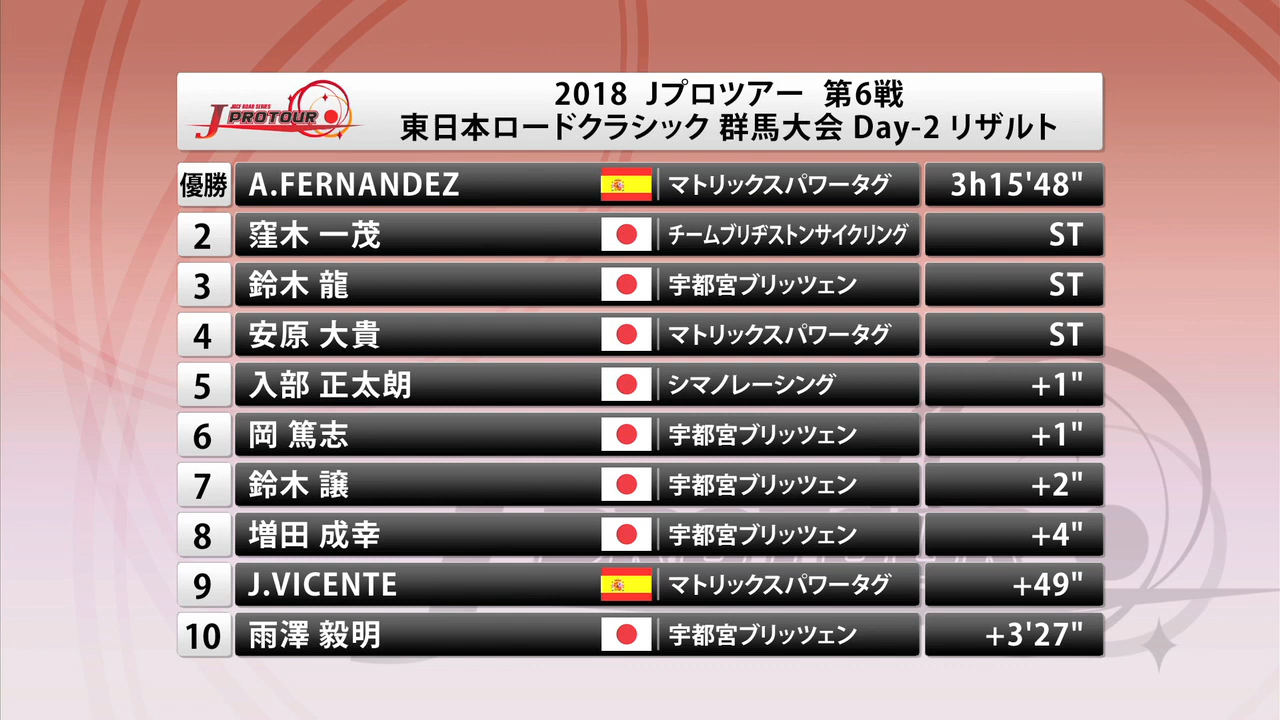 JBCF ROAD SERIES
J PROTOUR
2018 Jプロツアー 第6戦
東日本ロードクラシック 群馬大会 Day-2 リザルト
優勝 A.FERNANDEZ マトリックスパワータグ 3h15'48"
2 窪木 一茂 チームブリヂストンサイクリング ST
3 鈴木 龍 宇都宮ブリッツェン ST
4 安原 大貴 マトリックスパワータグ ST
5 入部 正太朗 シマノレーシング +1"
6 岡 篤志 宇都宮ブリッツェン +1"
7 鈴木 譲 宇都宮ブリッツェン +2"
8 増田 成幸 宇都宮ブリッツェン +4"
9 J.VICENTE マトリックスパワータグ +49"
10 雨澤 毅明 宇都宮ブリッツェン +3'27"